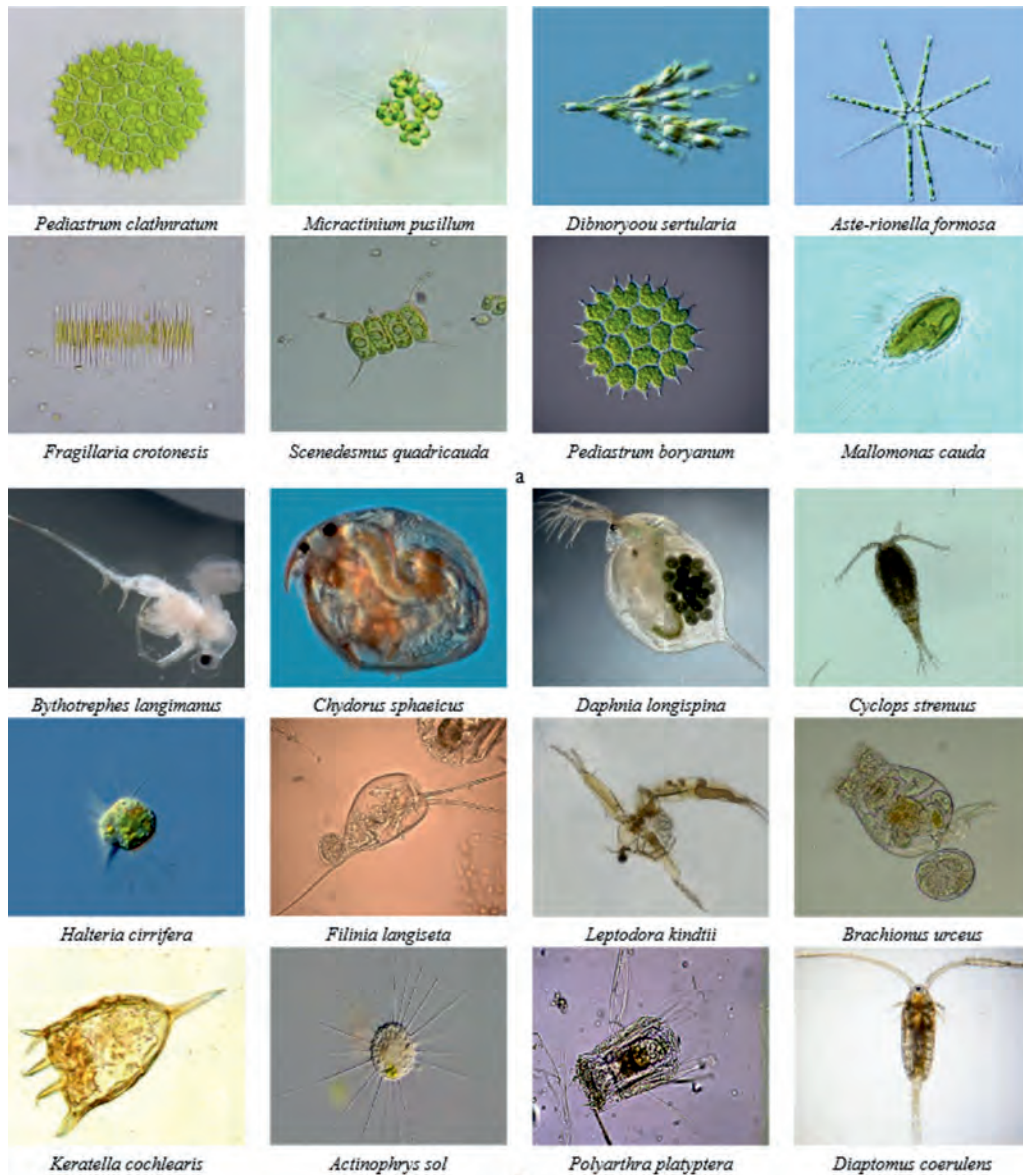 Pediastrum clathnratum Micractinium pusillum Dibnoryoou sertularia Aste-rionella formosa
Fragillaria crotonesis Scenedesmus quadricauda Pediastrum boryanum Mallomonas cauda
a
Bythotrephes langimanus Chydorus sphaeicus Daphnia longispina Cyclops strenuus
Halteria cirrifera Filinia langiseta Leptodora kindtii Brachionus urceus
Keratella cochlearis Actinophrys sol Polyarthra platyptera Diaptomus coerulens